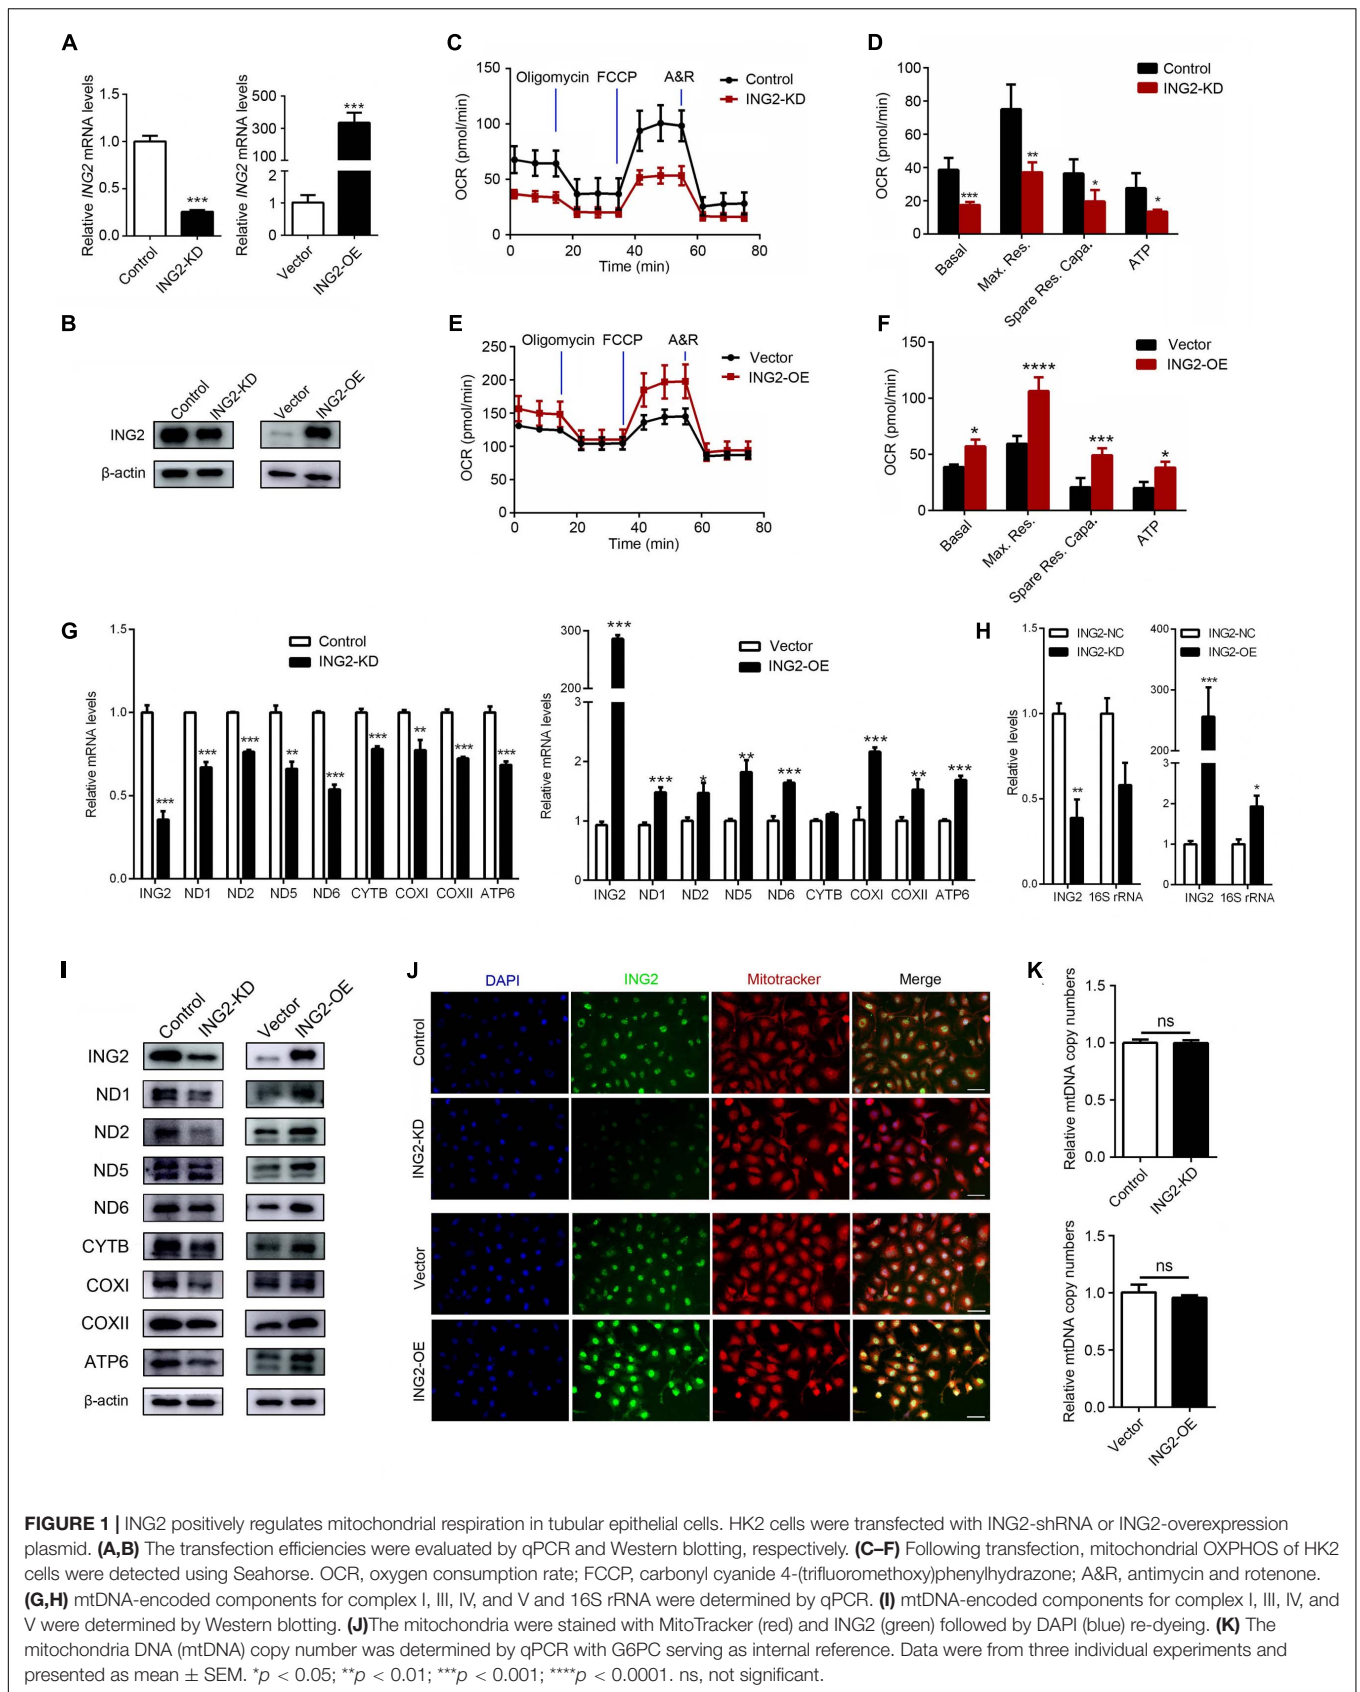 A
Relative ING2 mRNA levels
1.5
1.0
0.5
0.0
***
Control
ING2-KD
Relative ING2 mRNA levels
500
300
100
2
1
0
***
Vector
ING2-OE
B
Control
ING2-KD
Vector
ING2-OE
ING2
β-actin
C
OCR (pmol/min)
150
100
50
0
Oligomycin
FCCP
A&R
Control
ING2-KD
0 20 40 60 80
Time (min)
D
OCR (pmol/min)
100
80
60
40
20
0
Control
ING2-KD
***
**
*
*
Basal
Max. Res.
Spare Res. Capa.
ATP
E
OCR (pmol/min)
250
200
150
100
50
0
Oligomycin
FCCP
A&R
Vector
ING2-OE
0 20 40 60 80
Time (min)
F
OCR (pmol/min)
150
100
50
0
Vector
ING2-OE
*
****
***
*
Basal
Max. Res.
Spare Res. Capa.
ATP
G
Relative mRNA levels
1.5
1.0
0.5
0.0
Control
ING2-KD
*** *** *** ** *** *** ** *** ***
ING2 ND1 ND2 ND5 ND6 CYTB COXI COXII ATP6
Relative mRNA levels
300
200
3
2
1
0
Vector
ING2-OE
*** *** * ** *** *** ** ***
ING2 ND1 ND2 ND5 ND6 CYTB COXI COXII ATP6
H
Relative levels
1.5
1.0
0.5
0.0
ING2-NC
ING2-KD
**
ING2 16S rRNA
400
300
200
3
2
1
0
ING2-NC
ING2-OE
***
*
ING2 16S rRNA
I
Control
ING2-KD
Vector
ING2-OE
ING2
ND1
ND2
ND5
ND6
CYTB
COXI
COXII
ATP6
β-actin
J
DAPI ING2 Mitotracker Merge
Control
ING2-KD
Vector
ING2-OE
K
Relative mtDNA copy numbers
1.5
1.0
0.5
0.0
ns
Control
ING2-KD
Relative mtDNA copy numbers
1.5
1.0
0.5
0.0
ns
Vector
ING2-OE
FIGURE 1 | ING2 positively regulates mitochondrial respiration in tubular epithelial cells. HK2 cells were transfected with ING2-shRNA or ING2-overexpression
plasmid. (A,B) The transfection efficiencies were evaluated by qPCR and Western blotting, respectively. (C–F) Following transfection, mitochondrial OXPHOS of HK2
cells were detected using Seahorse. OCR, oxygen consumption rate; FCCP, carbonyl cyanide 4-(trifluoromethoxy)phenylhydrazone; A&R, antimycin and rotenone.
(G,H) mtDNA-encoded components for complex I, III, IV, and V and 16S rRNA were determined by qPCR. (I) mtDNA-encoded components for complex I, III, IV, and
V were determined by Western blotting. (J)The mitochondria were stained with MitoTracker (red) and ING2 (green) followed by DAPI (blue) re-dyeing. (K) The
mitochondria DNA (mtDNA) copy number was determined by qPCR with G6PC serving as internal reference. Data were from three individual experiments and
presented as mean ± SEM. *p < 0.05; **p < 0.01; ***p < 0.001; ****p < 0.0001. ns, not significant.